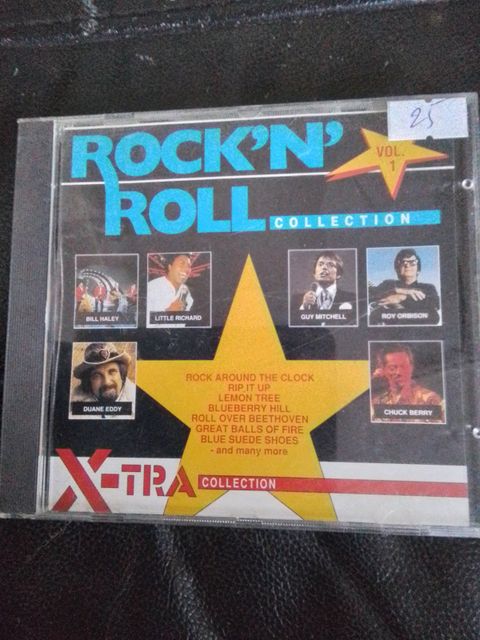 25
ROCK'N'
ROLL
COLLECTION
VOL.
1
BILL HALEY
LITTLE RICHARD
GUY MITCHELL
ROY ORBISON
DUANE EDDY
CHUCK BERRY
ROCK AROUND THE CLOCK
RIP IT UP
LEMON TREE
BLUEBERRY HILL
ROLL OVER BEETHOVEN
GREAT BALLS OF FIRE
BLUE SUEDE SHOES
- and many more
X-TRA COLLECTION